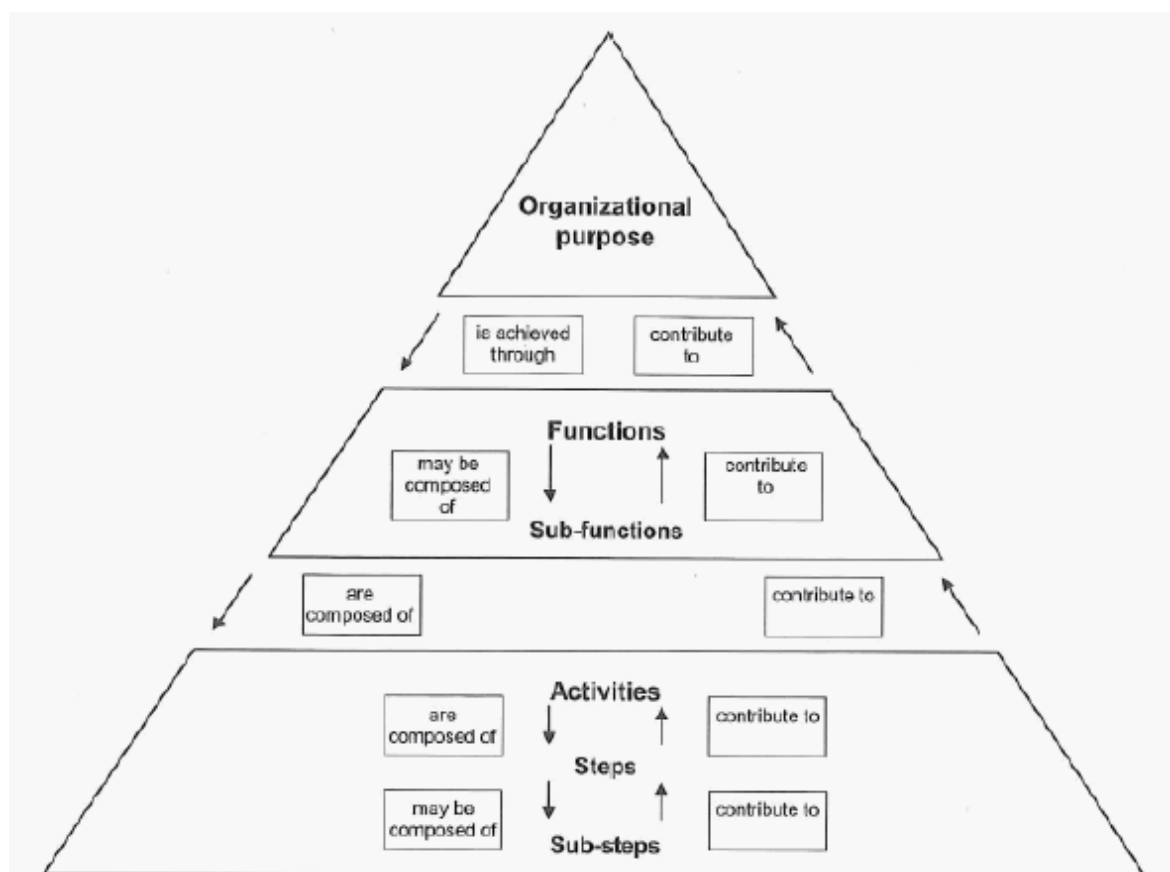 Organizational
purpose
is achieved
through
contribute
to
Functions
may be
composed
of
contribute
to
Sub-functions
are
composed of
contribute to
Activities
are
composed of
contribute to
Steps
may be
composed of
contribute to
Sub-steps